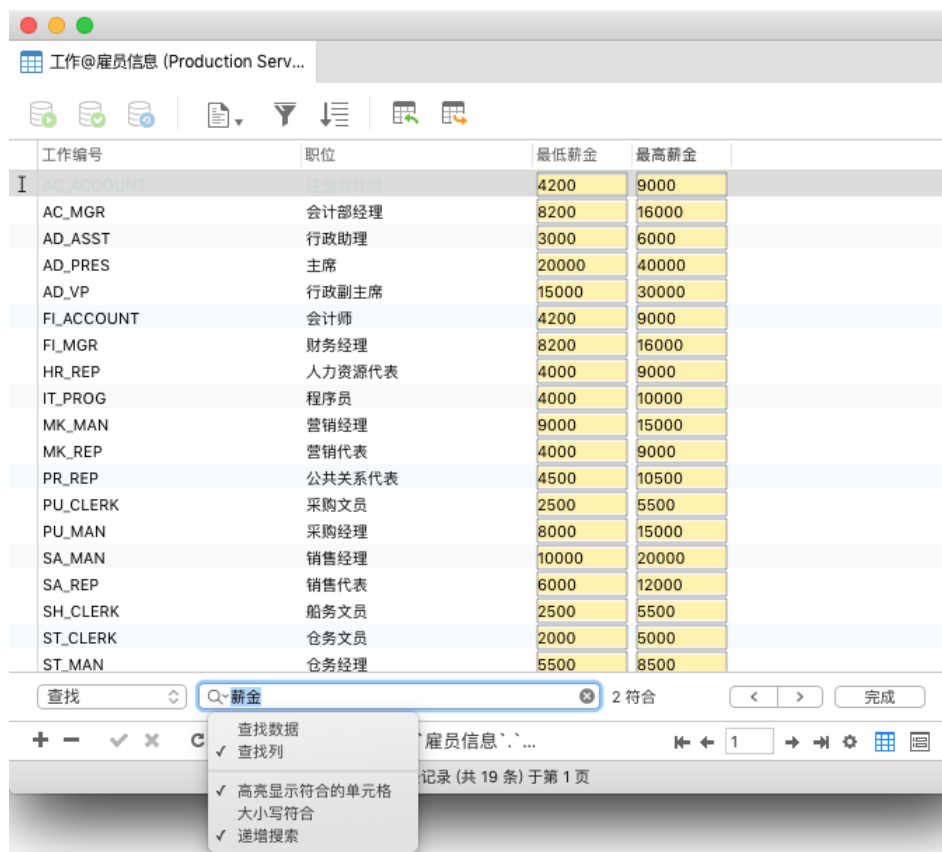 工作@雇员信息 (Production Serv...
工作编号 职位 最低薪金 最高薪金
AC_ACCOUNT 注册会计师 4200 9000
AC_MGR 会计部经理 8200 16000
AD_ASST 行政助理 3000 6000
AD_PRES 主席 20000 40000
AD_VP 行政副主席 15000 30000
FI_ACCOUNT 会计师 4200 9000
FI_MGR 财务经理 8200 16000
HR_REP 人力资源代表 4000 9000
IT_PROG 程序员 4000 10000
MK_MAN 营销经理 9000 15000
MK_REP 营销代表 4000 9000
PR_REP 公共关系代表 4500 10500
PU_CLERK 采购文员 2500 5500
PU_MAN 采购经理 8000 15000
SA_MAN 销售经理 10000 20000
SA_REP 销售代表 6000 12000
SH_CLERK 船务文员 2500 5500
ST_CLERK 仓务文员 2000 5000
ST_MAN 仓务经理 5500 8500
查找 薪金 2 符合 完成
查找数据
`雇员信息`.`... 1
✓ 查找列
记录 (共 19 条) 于第 1 页
✓ 高亮显示符合的单元格
大小写符合
✓ 递增搜索